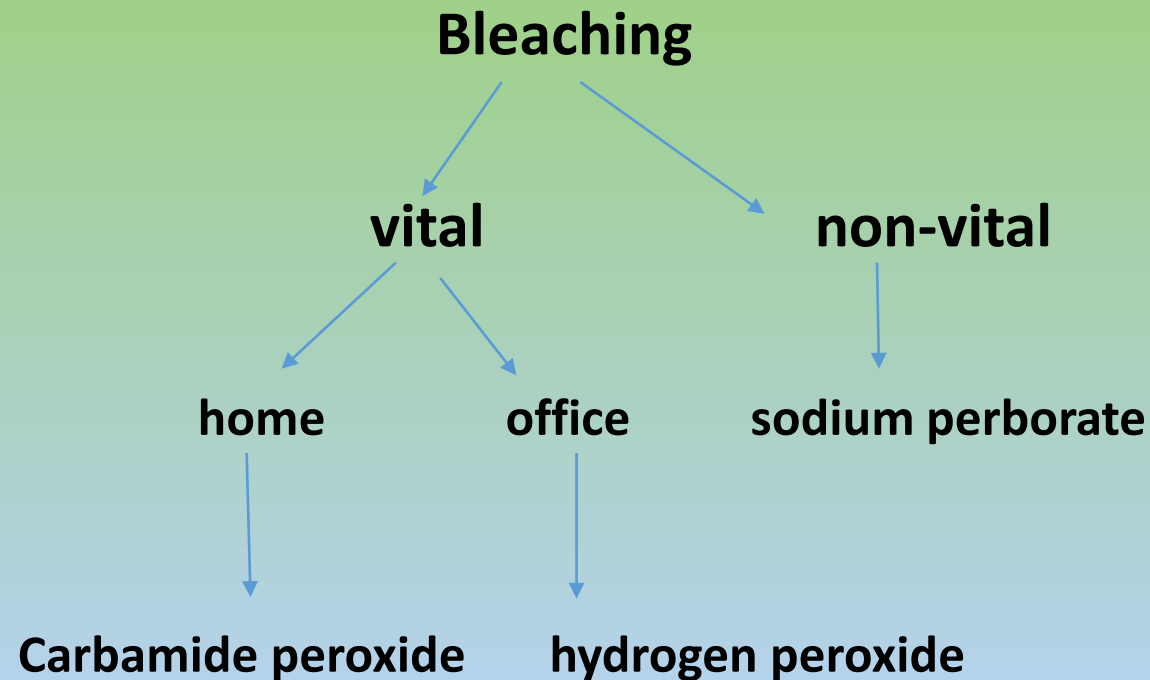 Bleaching
vital
non-vital
home
office
sodium perborate
Carbamide peroxide
hydrogen peroxide